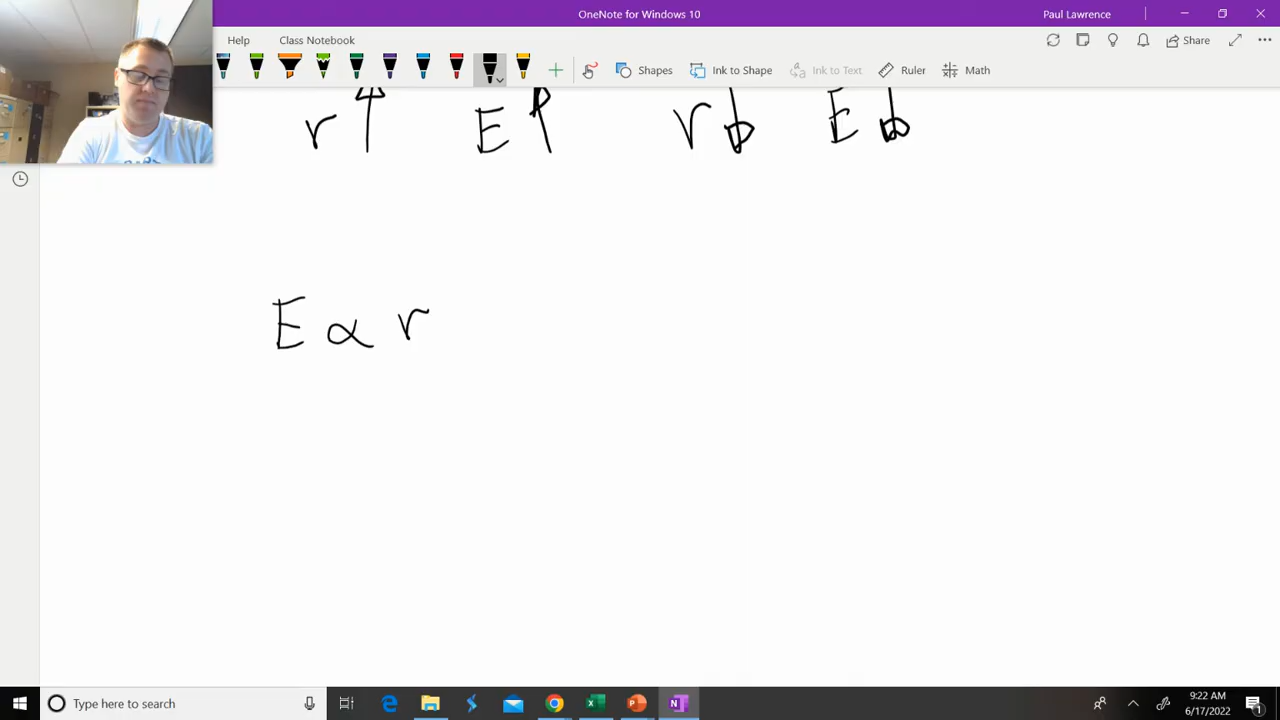 OneNote for Windows 10
Paul Lawrence
Help Class Notebook
Share
Shapes Ink to Shape Ink to Text Ruler Math
r↑ E↑ r↓ E↓
E ∝ r
Type here to search
9:22 AM
6/17/2022